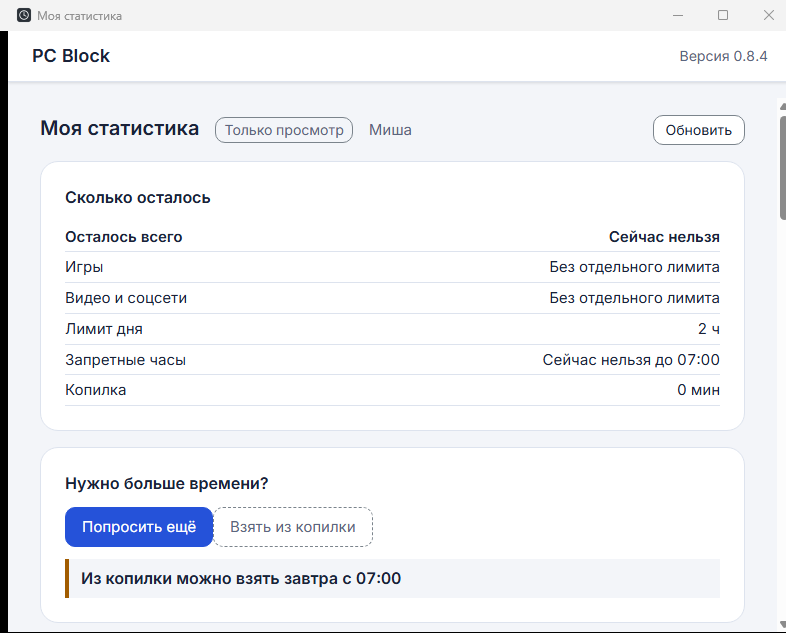 Моя статистика
PC Block
Версия 0.8.4
Моя статистика Только просмотр Миша Обновить
Сколько осталось
Осталось всего Сейчас нельзя
Игры Без отдельного лимита
Видео и соцсети Без отдельного лимита
Лимит дня 2 ч
Запретные часы Сейчас нельзя до 07:00
Копилка 0 мин
Нужно больше времени?
Попросить ещё Взять из копилки
Из копилки можно взять завтра с 07:00